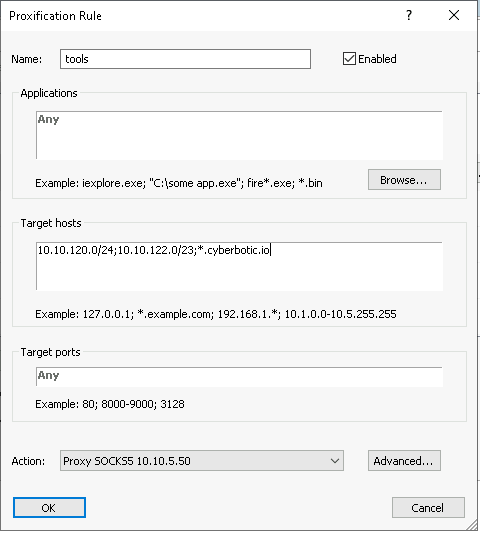 Proxification Rule
Name: tools Enabled
Applications
Any
Example: iexplore.exe; "C:\some app.exe"; fire*.exe; *.bin Browse...
Target hosts
10.10.120.0/24;10.10.122.0/23;*.cyberbotic.io
Example: 127.0.0.1; *.example.com; 192.168.1.*; 10.1.0.0-10.5.255.255
Target ports
Any
Example: 80; 8000-9000; 3128
Action: Proxy SOCKS5 10.10.5.50 Advanced...
OK Cancel